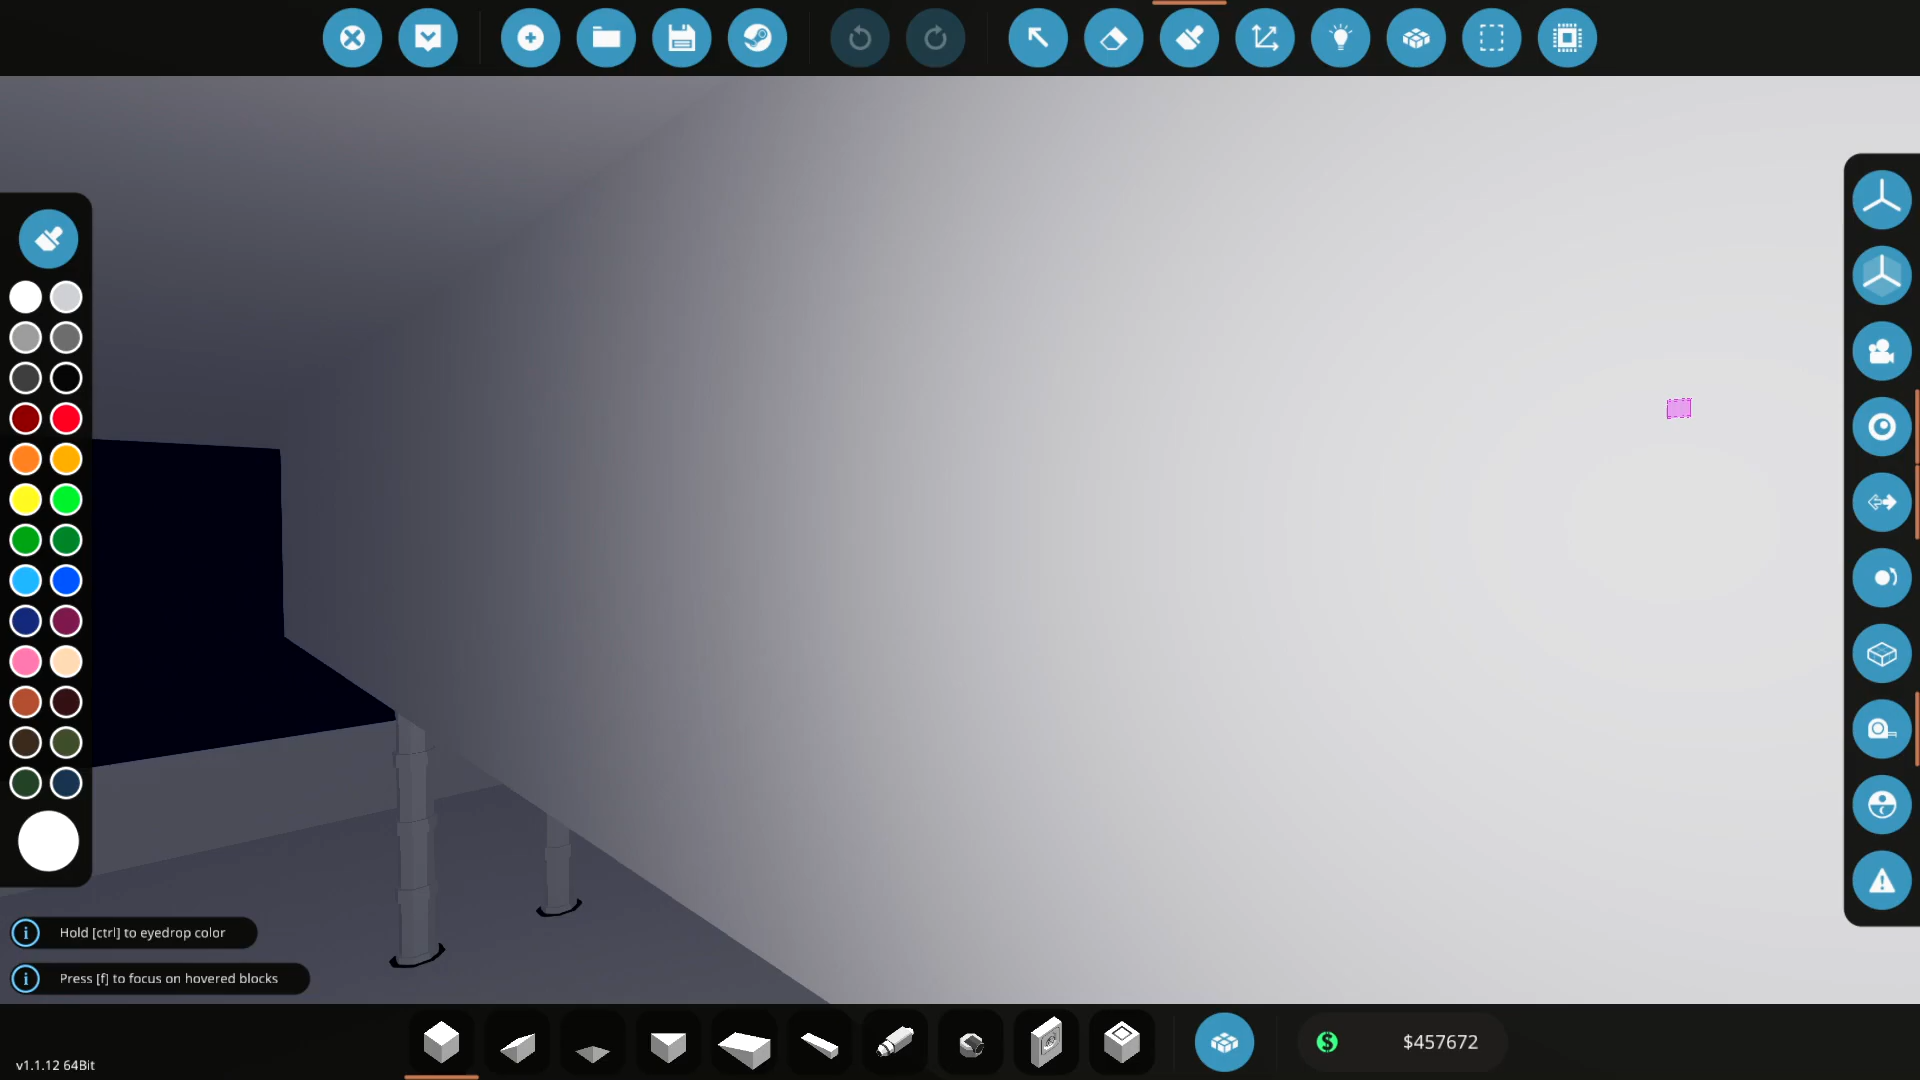 Hold [ctrl] to eyedrop color
Press [f] to focus on hovered blocks
v1.1.12 64Bit
$457672